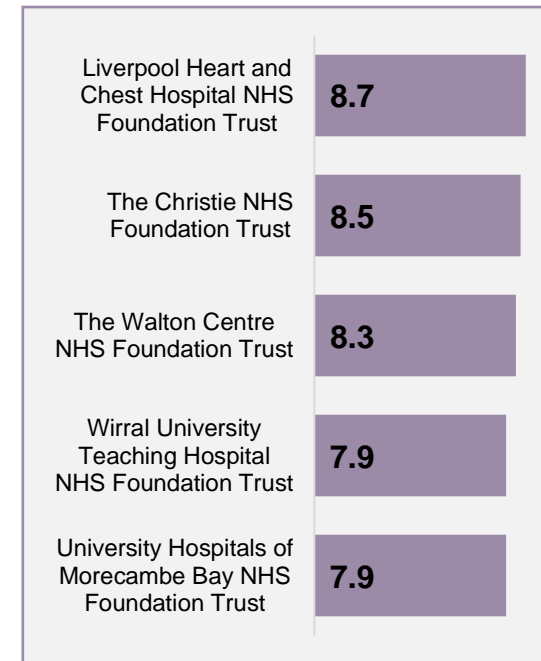 Liverpool Heart and
Chest Hospital NHS
Foundation Trust
8.7
The Christie NHS
Foundation Trust
8.5
The Walton Centre
NHS Foundation Trust
8.3
Wirral University
Teaching Hospital
NHS Foundation Trust
7.9
University Hospitals of
Morecambe Bay NHS
Foundation Trust
7.9